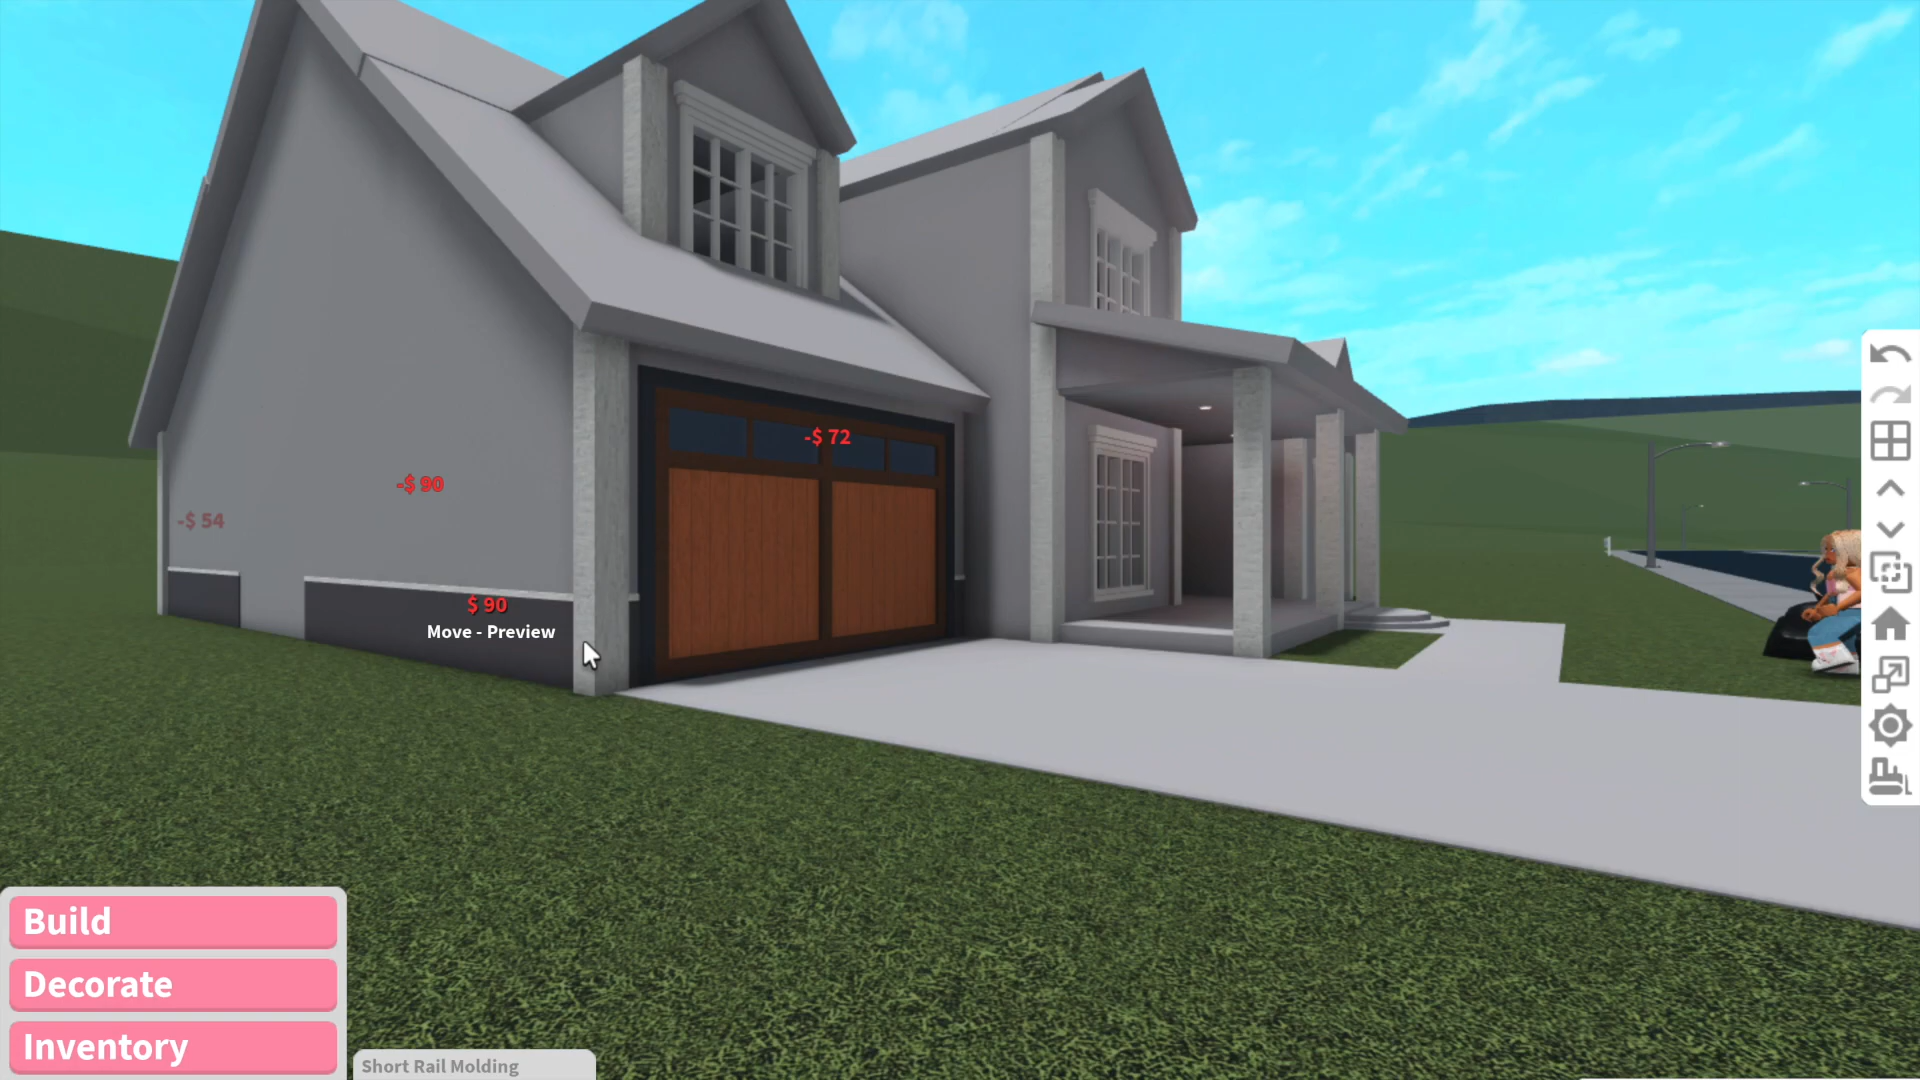 -$ 72
-$ 90
-$ 54
$ 90
Move - Preview
Build
Decorate
Inventory
Short Rail Molding